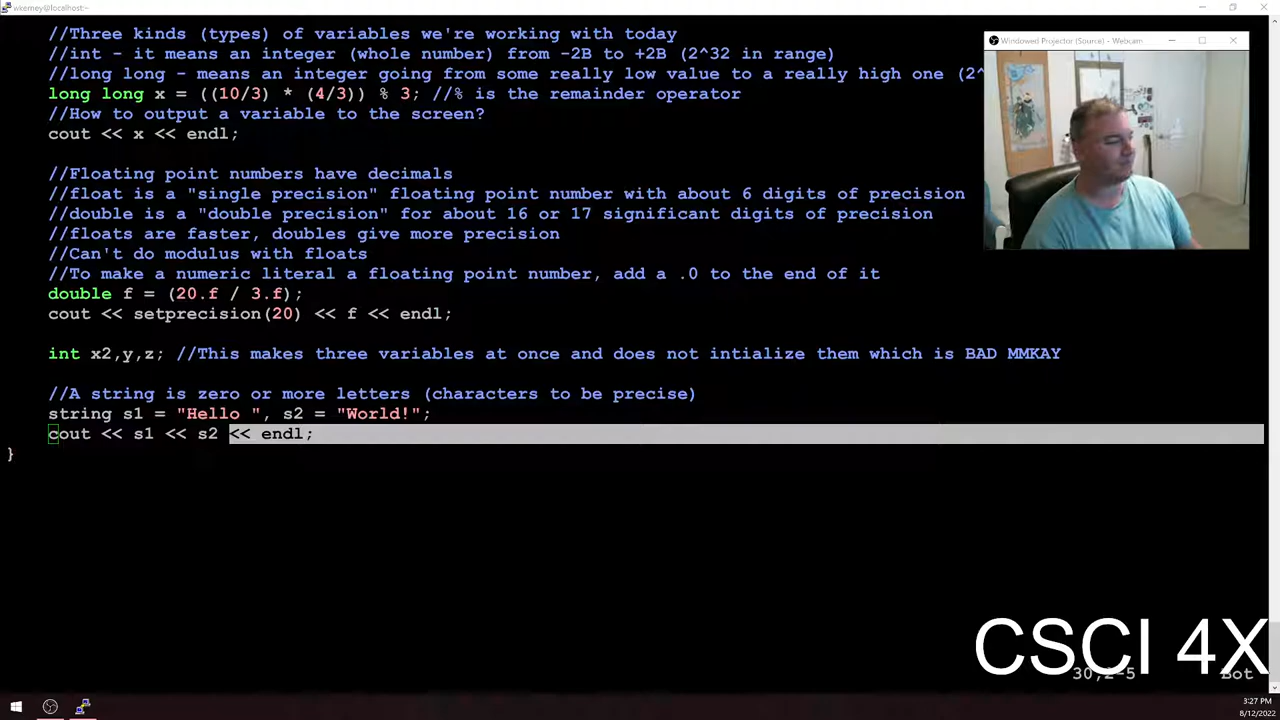 wkerney@localhost:~
//Three kinds (types) of variables we're working with today
//int - it means an integer (whole number) from -2B to +2B (2^32 in range)
//long long - means an integer going from some really low value to a really high one (2^
long long x = ((10/3) * (4/3)) % 3; //% is the remainder operator
//How to output a variable to the screen?
cout << x << endl;
//Floating point numbers have decimals
//float is a "single precision" floating point number with about 6 digits of precision
//double is a "double precision" for about 16 or 17 significant digits of precision
//floats are faster, doubles give more precision
//Can't do modulus with floats
//To make a numeric literal a floating point number, add a .0 to the end of it
double f = (20.f / 3.f);
cout << setprecision(20) << f << endl;
int x2,y,z; //This makes three variables at once and does not intialize them which is BAD MMKAY
//A string is zero or more letters (characters to be precise)
string s1 = "Hello ", s2 = "World!";
cout << s1 << s2 << endl;
}
Windowed Projector (Source) - Webcam
CSCI 4X
30,2-5 Bot
3:27 PM
8/12/2022